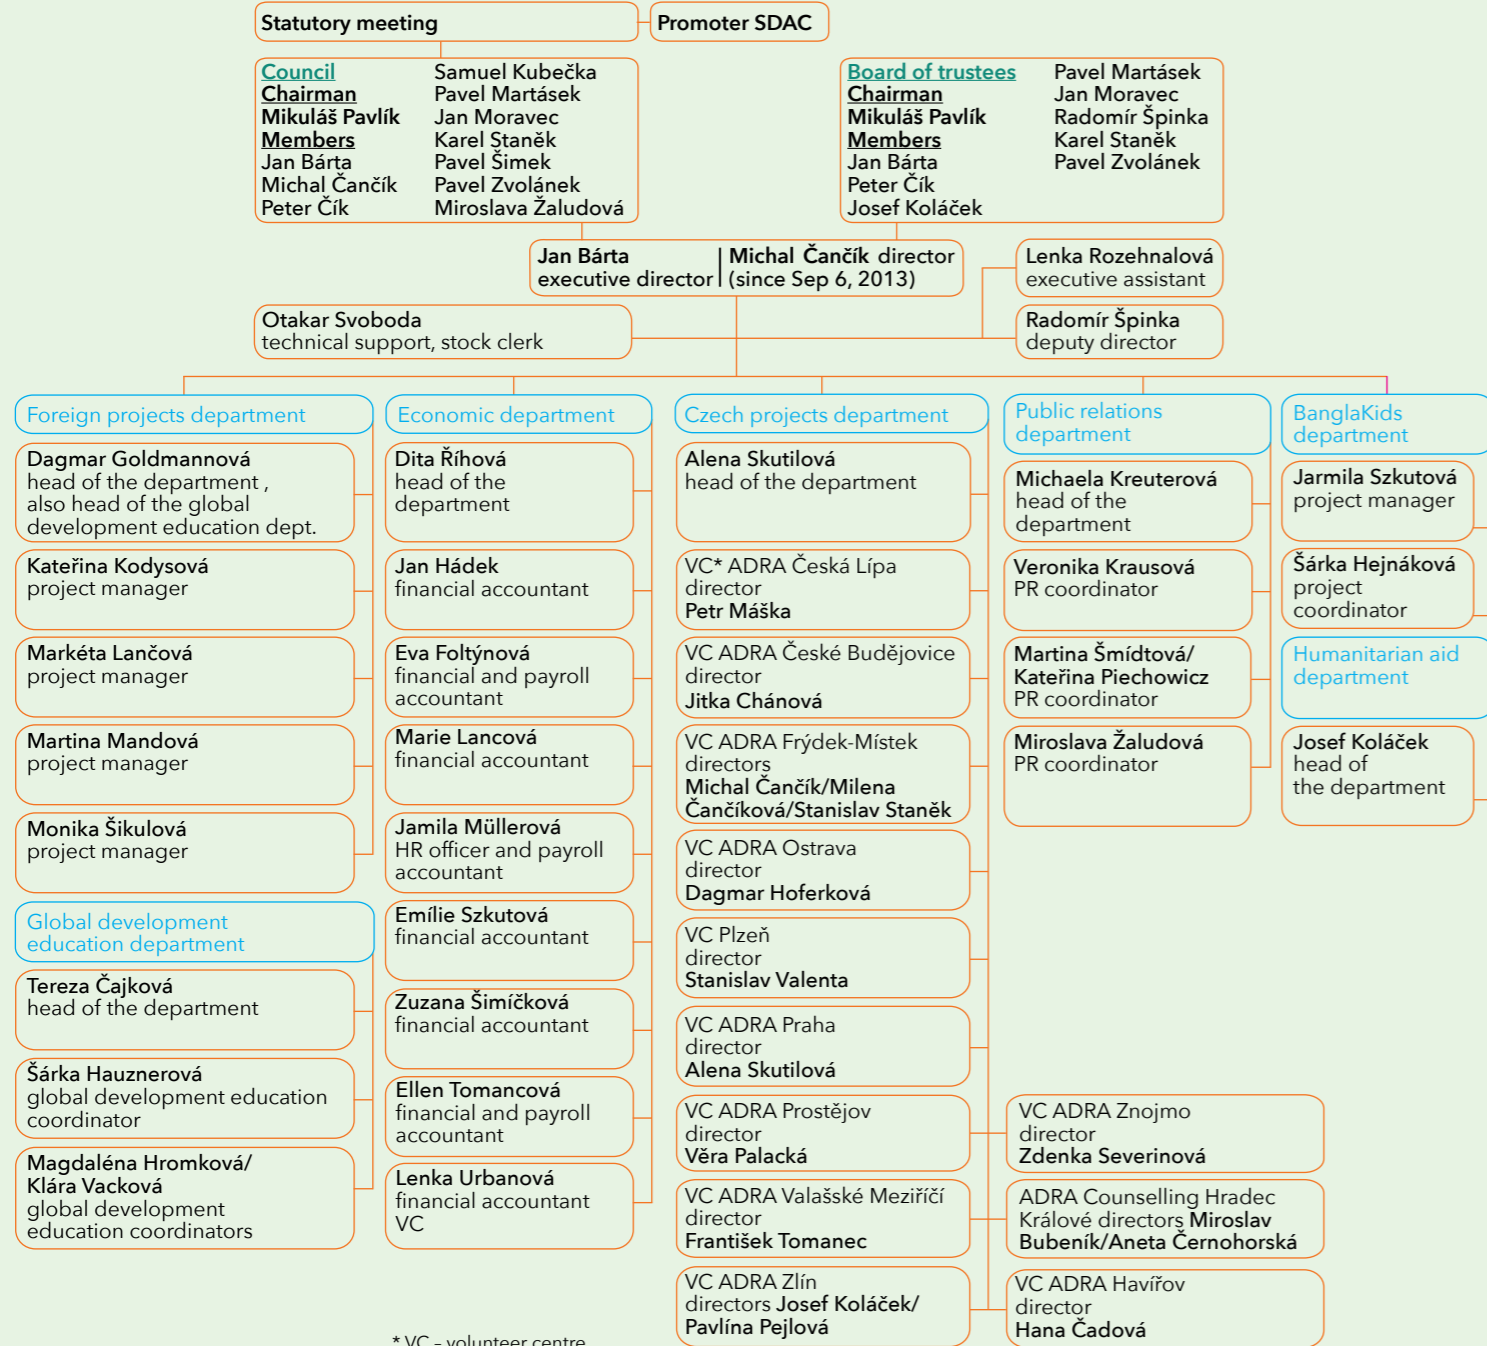 Statutory meeting
Promoter SDAC
Council
Chairman
Mikuláš Pavlík
Members
Jan Bárta
Michal Čančík
Peter Čík
Samuel Kubečka
Pavel Martásek
Jan Moravec
Karel Staněk
Pavel Šimek
Pavel Zvolánek
Miroslava Žaludová
Board of trustees
Chairman
Mikuláš Pavlík
Members
Jan Bárta
Peter Čík
Josef Koláček
Pavel Martásek
Jan Moravec
Radomír Špinka
Karel Staněk
Pavel Zvolánek
Jan Bárta
executive director
Michal Čančík director
(since Sep 6, 2013)
Lenka Rozehnalová
executive assistant
Otakar Svoboda
technical support, stock clerk
Radomír Špinka
deputy director
Foreign projects department
Dagmar Goldmannová
head of the department ,
also head of the global
development education dept.
Kateřina Kodysová
project manager
Markéta Lančová
project manager
Martina Mandová
project manager
Monika Šikulová
project manager
Global development
education department
Tereza Čajková
head of the department
Šárka Hauznerová
global development education
coordinator
Magdaléna Hromková/
Klára Vacková
global development
education coordinators
Economic department
Dita Říhová
head of the
department
Jan Hádek
financial accountant
Eva Foltýnová
financial and payroll
accountant
Marie Lancová
financial accountant
Jamila Müllerová
HR officer and payroll
accountant
Emílie Szkutová
financial accountant
Zuzana Šimíčková
financial accountant
Ellen Tomancová
financial and payroll
accountant
Lenka Urbanová
financial accountant
VC
Czech projects department
Alena Skutilová
head of the department
VC* ADRA Česká Lípa
director
Petr Máška
VC ADRA České Budějovice
director
Jitka Chánová
VC ADRA Frýdek-Místek
directors
Michal Čančík/Milena
Čančíková/Stanislav Staněk
VC ADRA Ostrava
director
Dagmar Hoferková
VC Plzeň
director
Stanislav Valenta
VC ADRA Praha
director
Alena Skutilová
VC ADRA Prostějov
director
Věra Palacká
VC ADRA Valašské Meziříčí
director
František Tomanec
VC ADRA Zlín
directors Josef Koláček/
Pavlína Pejlová
VC ADRA Znojmo
director
Zdenka Severinová
ADRA Counselling Hradec
Králové directors Miroslav
Bubeník/Aneta Černohorská
VC ADRA Havířov
director
Hana Čadová
Public relations
department
Michaela Kreuterová
head of the
department
Veronika Krausová
PR coordinator
Martina Šmídtová/
Kateřina Piechowicz
PR coordinator
Miroslava Žaludová
PR coordinator
BanglaKids
department
Jarmila Szkutová
project manager
Šárka Hejnáková
project
coordinator
Humanitarian aid
department
Josef Koláček
head of
the department
* VC – volunteer centre